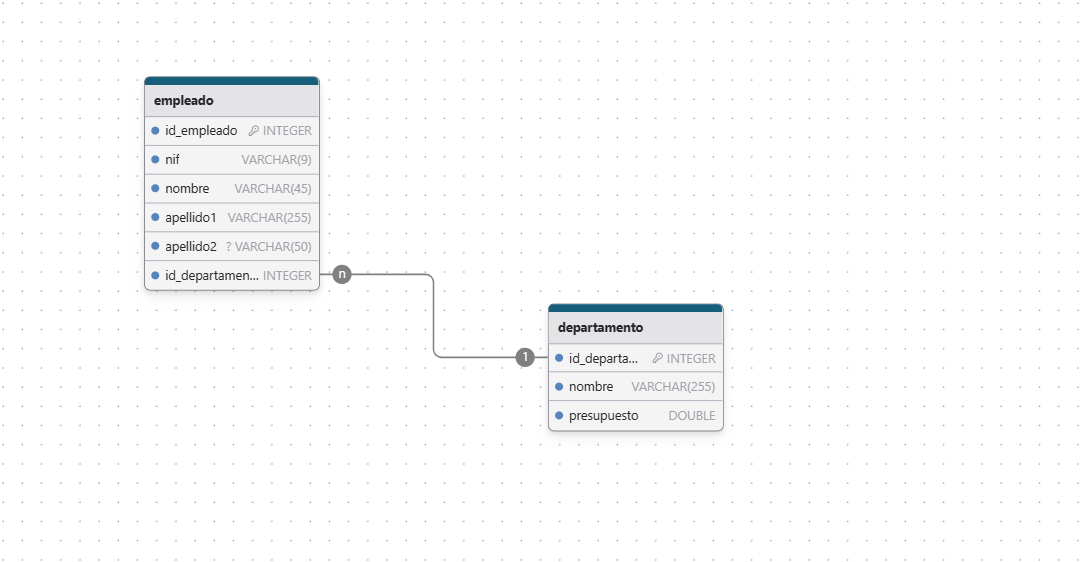 empleado
id_empleado INTEGER
nif VARCHAR(9)
nombre VARCHAR(45)
apellido1 VARCHAR(255)
apellido2 ? VARCHAR(50)
id_departamen... INTEGER
n
departamento
1
id_departa... INTEGER
nombre VARCHAR(255)
presupuesto DOUBLE